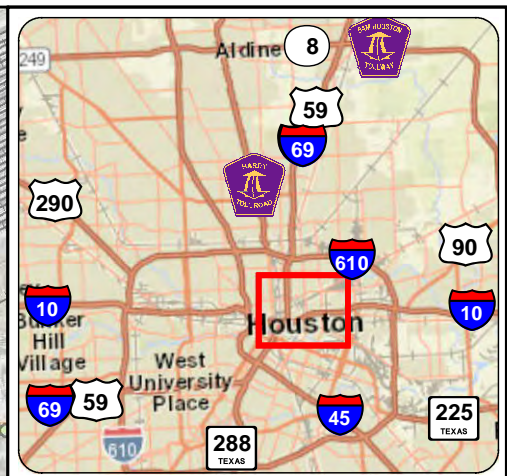 249
Aldine
8
SAM HOUSTON
TOLLWAY
59
69
HARDY
TOLL ROAD
290
90
610
10
10
Houston
Bunker
Hill
Village
West
University
Place
69
59
45
225
TEXAS
610
288
TEXAS